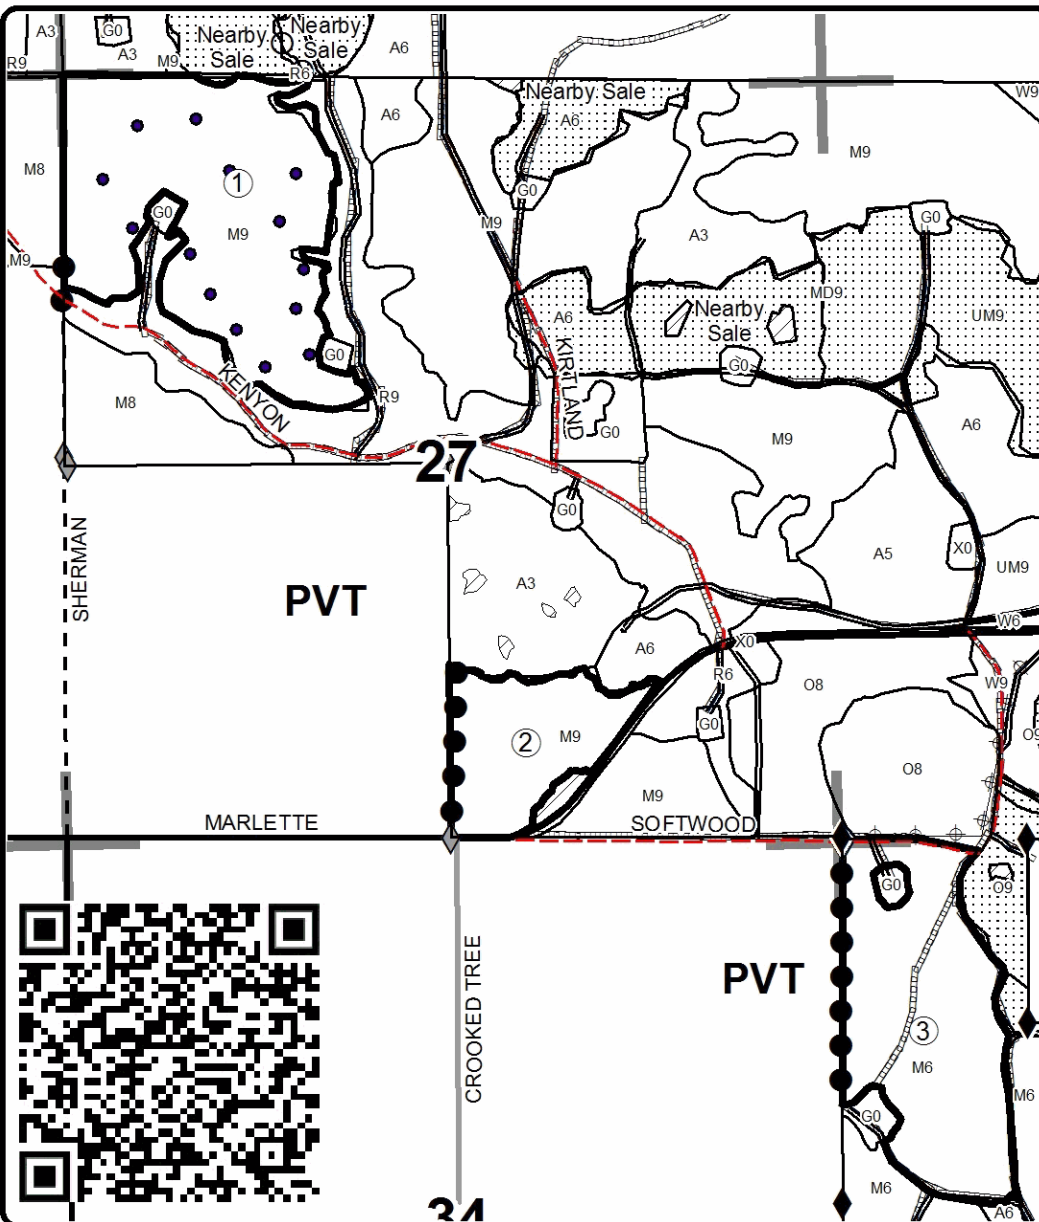 A3
G0
A3
R9
M9
Nearby
Sale
Nearby
Sale
R6
A6
Nearby Sale
A6
A6
W9
M8
1
M9
G0
M9
M9
G0
M9
A3
G0
MD9
UM9
Nearby
Sale
A6
KIRTLAND
G0
G0
KENYON
R9
M8
G0
M9
A6
27
G0
SHERMAN
PVT
A3
A5
X0
UM9
W6
A6
X0
R6
G0
O8
W9
O9
2
M9
O8
M9
MARLETTE
SOFTWOOD
G0
O9
CROOKED TREE
PVT
3
M6
M6
G0
M6
A6
34